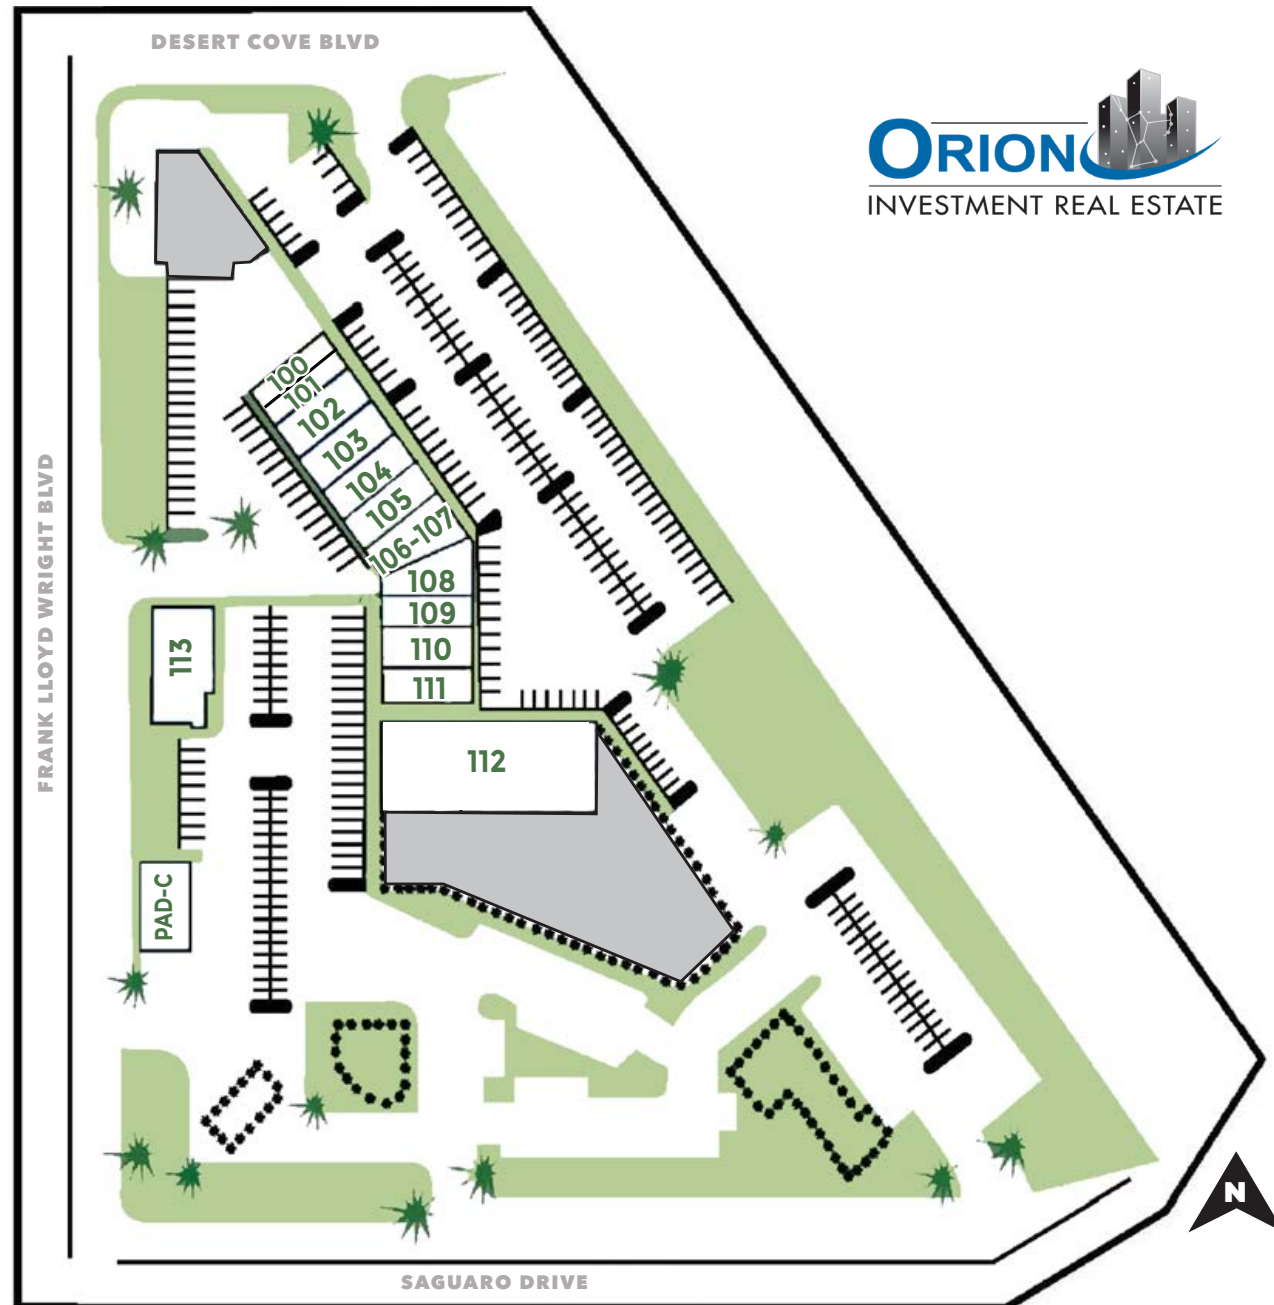 DESERT COVE BLVD
ORION
INVESTMENT REAL ESTATE
FRANK LLOYD WRIGHT BLVD
100
101
102
103
104
105
106-107
108
109
110
111
113
112
PAD-C
N
SAGUARO DRIVE